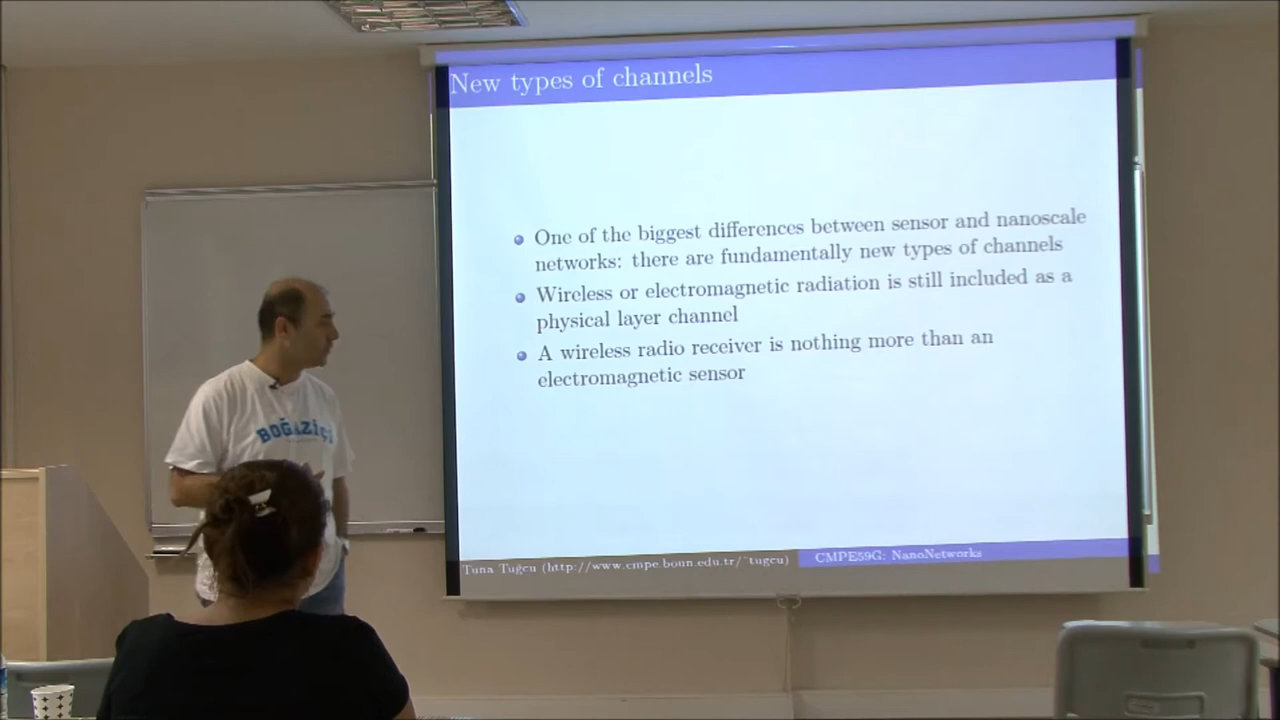 New types of channels
One of the biggest differences between sensor and nanoscale
networks: there are fundamentally new types of channels
Wireless or electromagnetic radiation is still included as a
physical layer channel
A wireless radio receiver is nothing more than an
electromagnetic sensor
BOĞAZİÇİ
Tuna Tuğcu (http://www.cmpe.boun.edu.tr/~tugcu)
CMPE59G: NanoNetworks